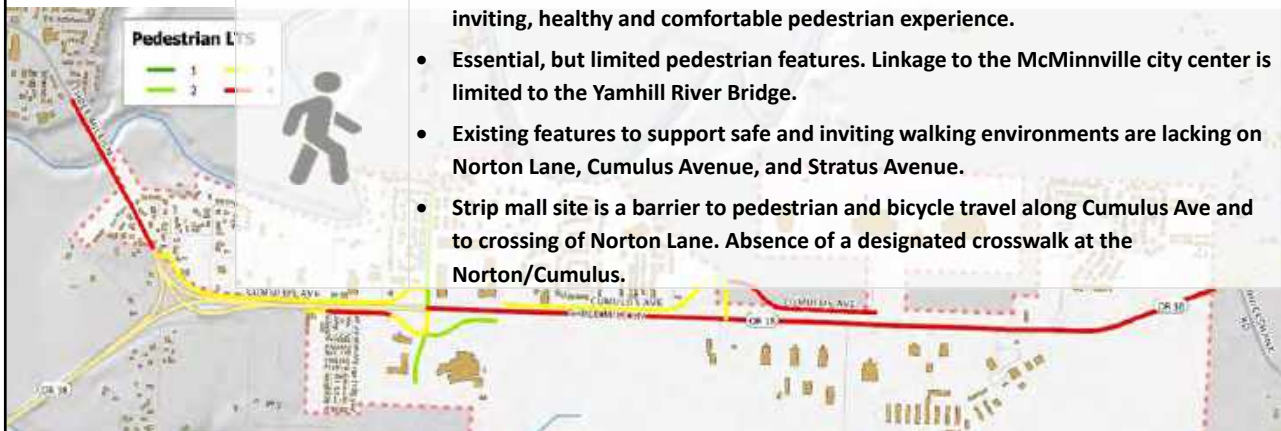 inviting, healthy and comfortable pedestrian experience.
Pedestrian LTS
1
3
2
4
• Essential, but limited pedestrian features. Linkage to the McMinnville city center is
limited to the Yamhill River Bridge.
• Existing features to support safe and inviting walking environments are lacking on
Norton Lane, Cumulus Avenue, and Stratus Avenue.
• Strip mall site is a barrier to pedestrian and bicycle travel along Cumulus Ave and
to crossing of Norton Lane. Absence of a designated crosswalk at the
Norton/Cumulus.
CUMULUS AVE
CUMULUS AVE
CUMULUS AVE
OR 18
OR 18
OR 18